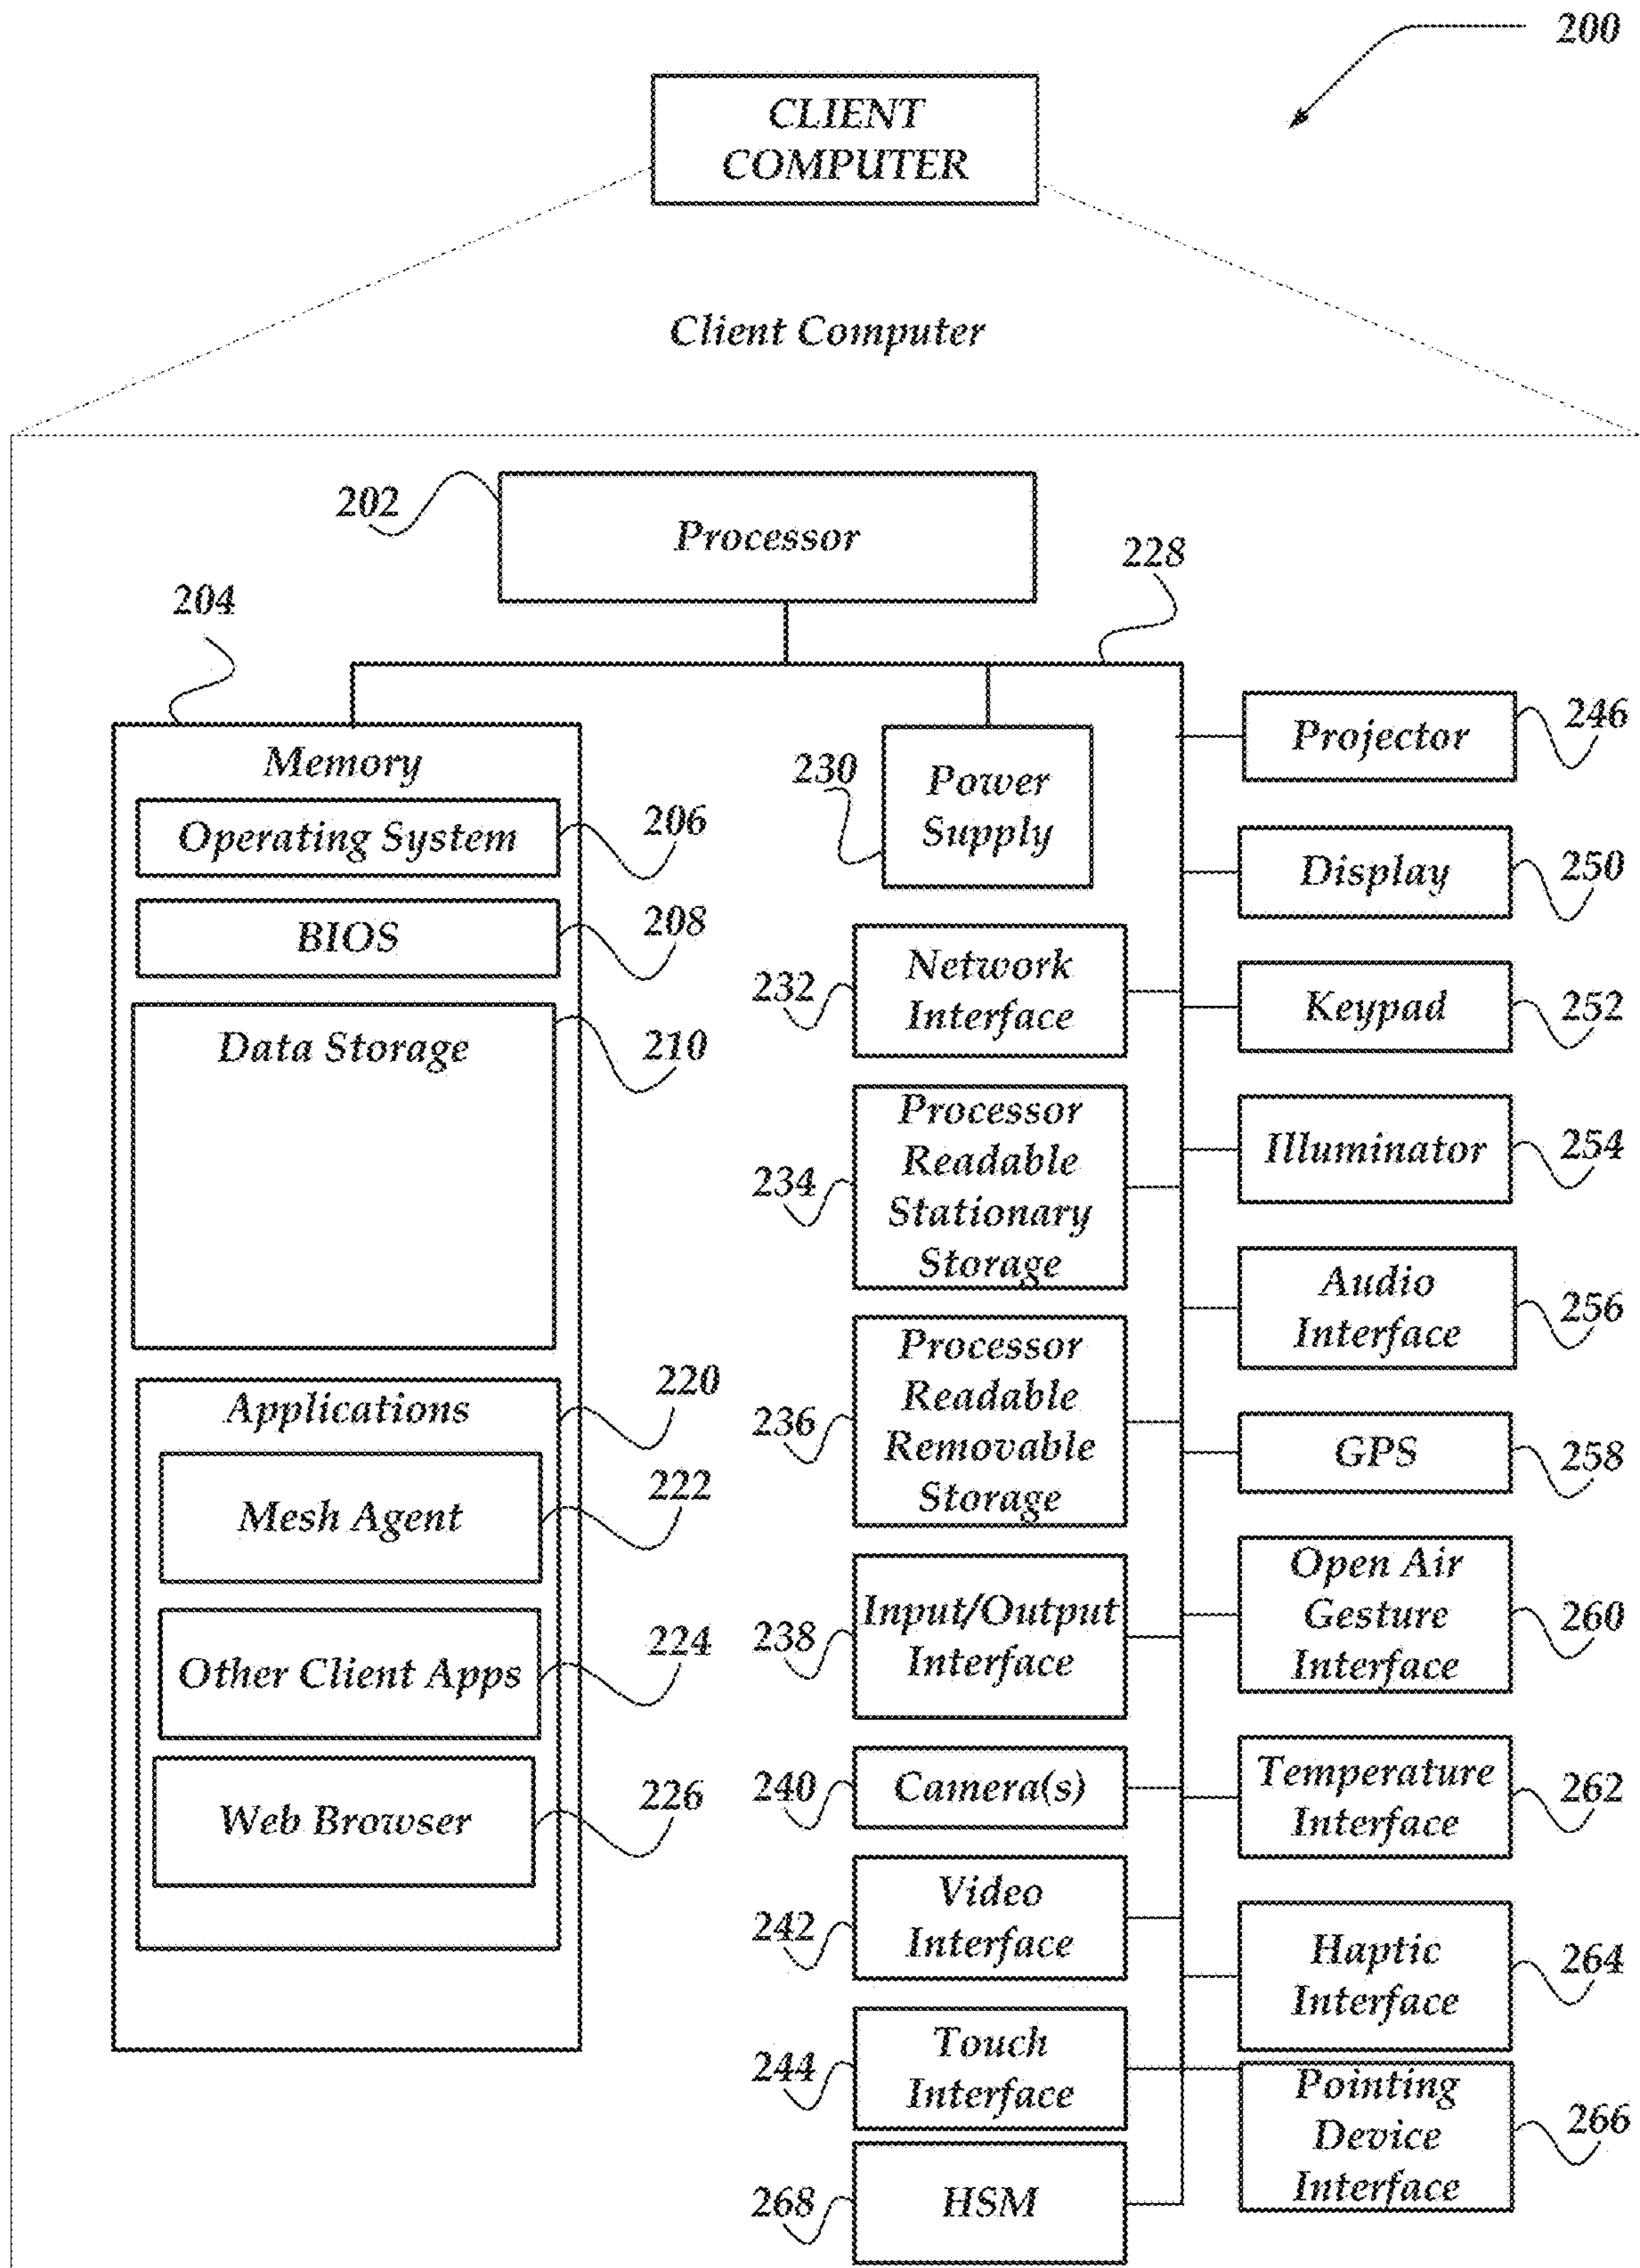 200
CLIENT
COMPUTER
Client Computer
202
Processor
228
204
Memory
Operating System
206
BIOS
208
Data Storage
210
Applications
220
Mesh Agent
222
Other Client Apps
224
Web Browser
226
230
Power
Supply
232
Network
Interface
234
Processor
Readable
Stationary
Storage
236
Processor
Readable
Removable
Storage
238
Input/Output
Interface
240
Camera(s)
242
Video
Interface
244
Touch
Interface
268
HSM
Projector
246
Display
250
Keypad
252
Illuminator
254
Audio
Interface
256
GPS
258
Open Air
Gesture
Interface
260
Temperature
Interface
262
Haptic
Interface
264
Pointing
Device
Interface
266